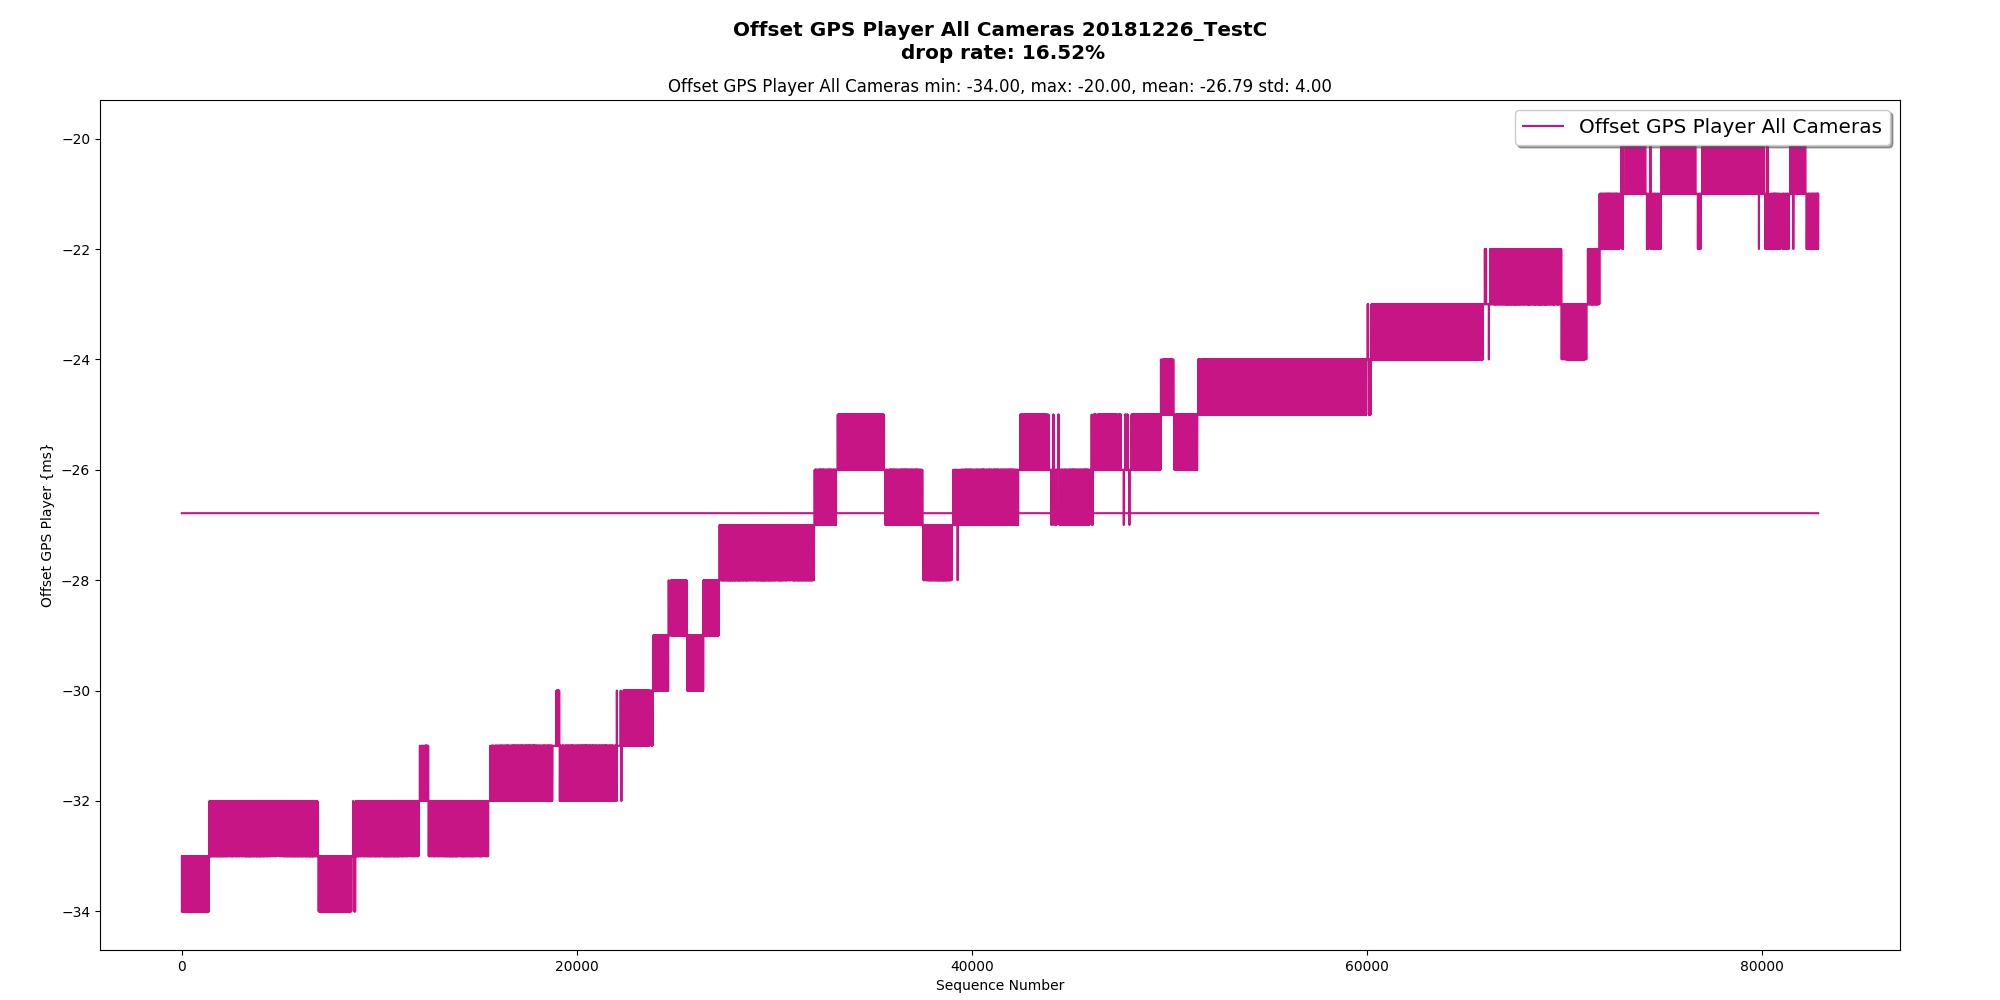 Offset GPS Player All Cameras 20181226_TestC
drop rate: 16.52%
Offset GPS Player All Cameras min: -34.00, max: -20.00, mean: -26.79 std: 4.00
Offset GPS Player All Cameras
−20
−22
−24
−26
−28
−30
−32
−34
Offset GPS Player {ms}
0 20000 40000 60000 80000
Sequence Number